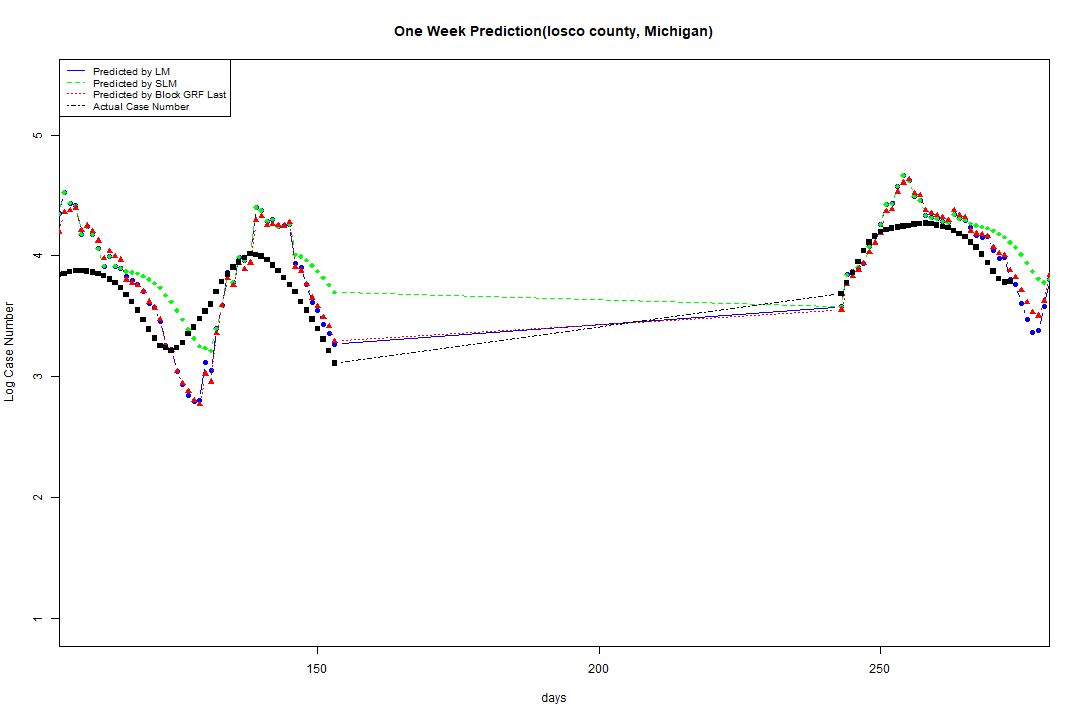 One Week Prediction(Iosco county, Michigan)
Predicted by LM
Predicted by SLM
Predicted by Block GRF Last
Actual Case Number
5
4
3
2
1
Log Case Number
150 200 250
days